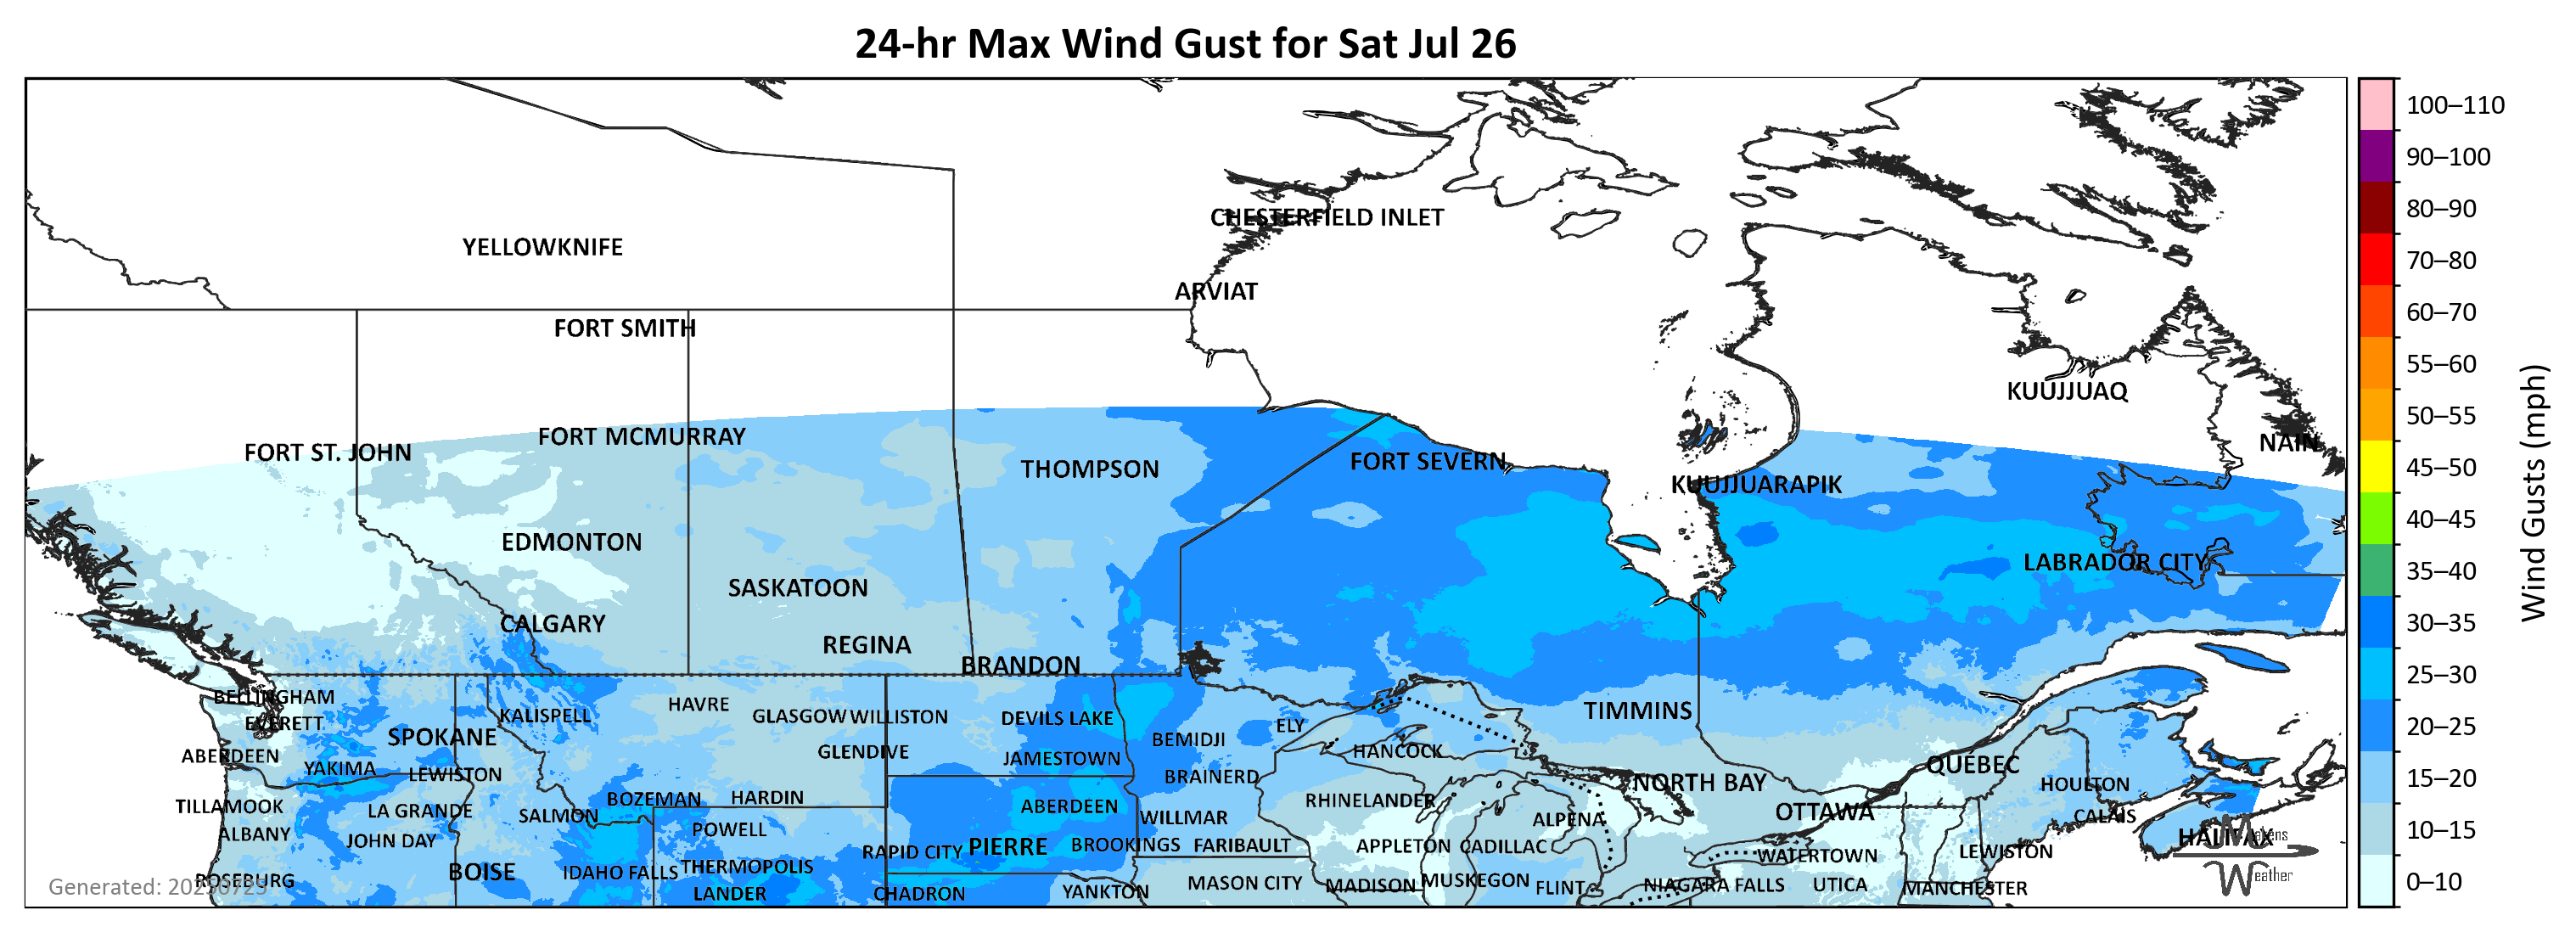 24-hr Max Wind Gust for Sat Jul 26
100–110
90–100
80–90
CHESTERFIELD INLET
YELLOWKNIFE
70–80
ARVIAT
60–70
FORT SMITH
55–60
KUUJJUAQ
50–55
FORT MCMURRAY
NAIN
FORT ST. JOHN
45–50
FORT SEVERN
THOMPSON
KUUJJUARAPIK
40–45
Wind Gusts (mph)
EDMONTON
LABRADOR CITY
35–40
SASKATOON
CALGARY
30–35
REGINA
BRANDON
25–30
BELLINGHAM
HAVRE
TIMMINS
KALISPELL
GLASGOW
WILLISTON
DEVILS LAKE
EVERETT
ELY
20–25
SPOKANE
BEMIDJI
GLENDIVE
HANCOCK
ABERDEEN
JAMESTOWN
QUEBEC
YAKIMA
LEWISTON
BRAINERD
15–20
NORTH BAY
HOULTON
BOZEMAN
HARDIN
RHINELANDER
TILLAMOOK
ABERDEEN
LA GRANDE
OTTAWA
SALMON
CALAIS
WILLMAR
ALPENA
POWELL
10–15
ALBANY
HALIFAX
JOHN DAY
PIERRE
BROOKINGS
FARIBAULT
APPLETON
CADILLAC
RAPID CITY
LEWISTON
WATERTOWN
THERMOPOLIS
BOISE
IDAHO FALLS
Weather
ROSEBURG
MUSKEGON
0–10
MASON CITY
MADISON
NIAGARA FALLS
UTICA
Generated: 20250725
FLINT
MANCHESTER
YANKTON
LANDER
CHADRON